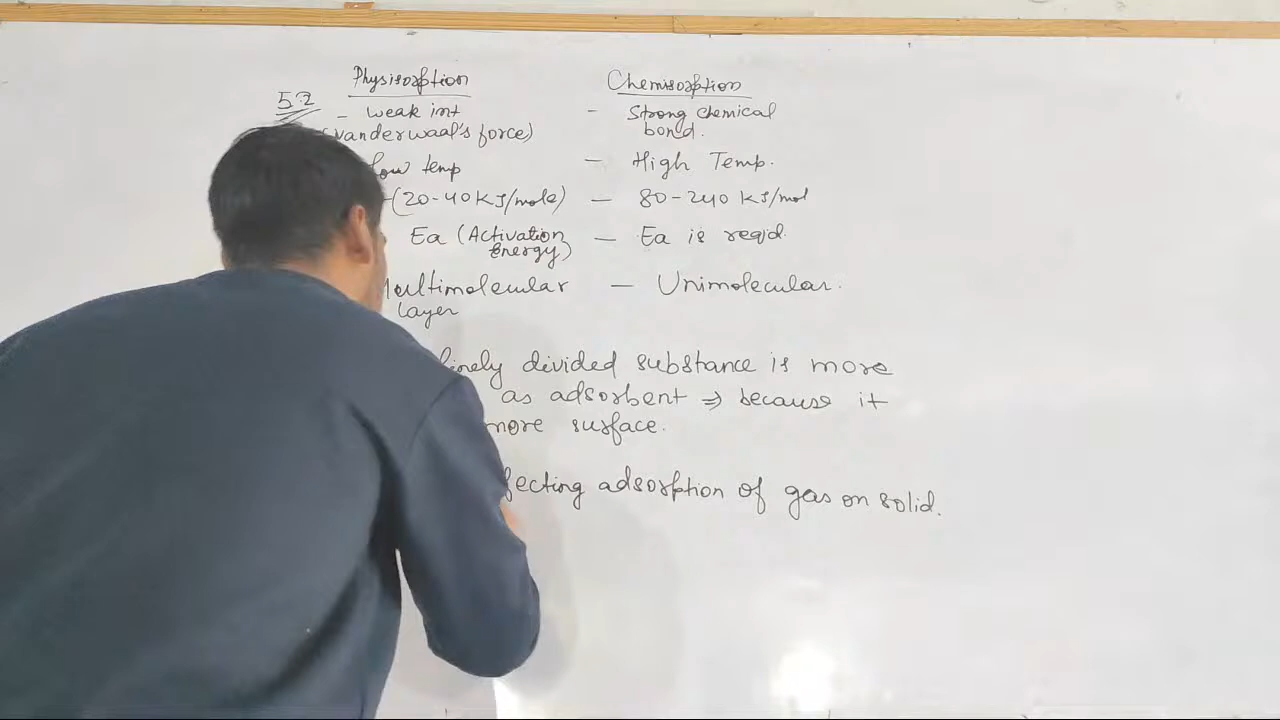 Physisorption Chemisorption
5.2 - weak int - Strong chemical
(Vanderwaal's force) bond.
low temp - High Temp.
-(20-40 KJ/mole) - 80-240 KJ/mol
Ea (Activation Energy) - Ea is reqd.
Multimolecular - Unimolecular.
layer
finely divided substance is more
as adsorbent ⇒ because it
more surface.
fecting adsorption of gas on solid.